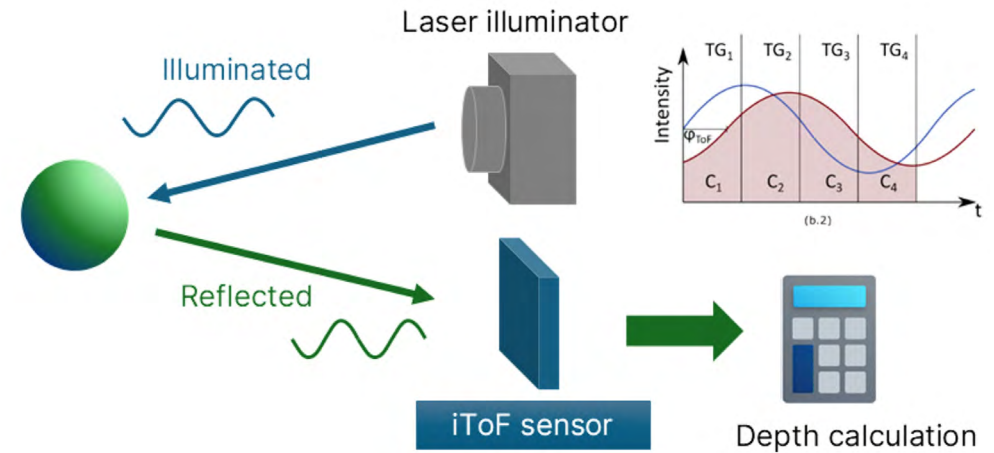 Laser illuminator
Illuminated
Reflected
iToF sensor
Depth calculation
Intensity
TG₁ TG₂ TG₃ TG₄
φToF
C₁ C₂ C₃ C₄
t
(b.2)